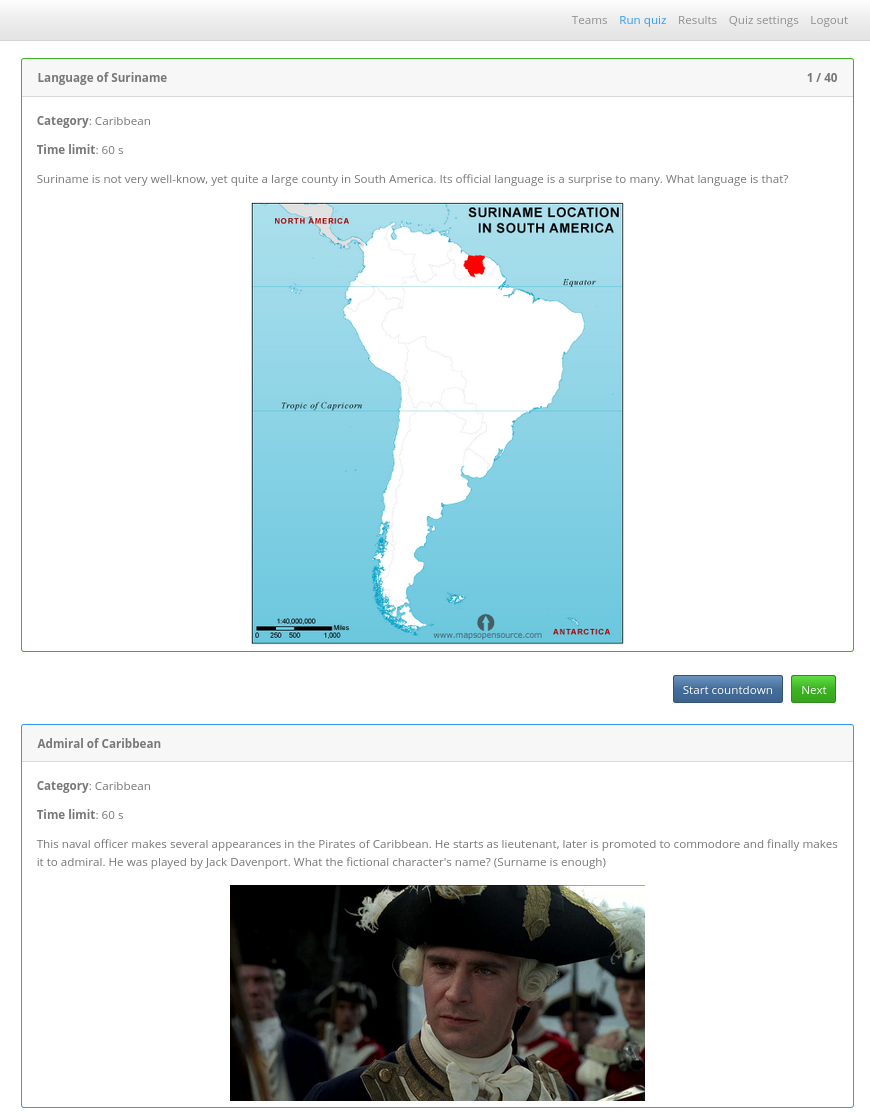 Teams Run quiz Results Quiz settings Logout
Language of Suriname 1 / 40
Category: Caribbean
Time limit: 60 s
Suriname is not very well-know, yet quite a large county in South America. Its official language is a surprise to many. What language is that?
SURINAME LOCATION
IN SOUTH AMERICA
NORTH AMERICA
Equator
Tropic of Capricorn
1:40,000,000
Miles
0 250 500 1,000
www.mapsopensource.com
ANTARCTICA
Start countdown Next
Admiral of Caribbean
Category: Caribbean
Time limit: 60 s
This naval officer makes several appearances in the Pirates of Caribbean. He starts as lieutenant, later is promoted to commodore and finally makes
it to admiral. He was played by Jack Davenport. What the fictional character's name? (Surname is enough)